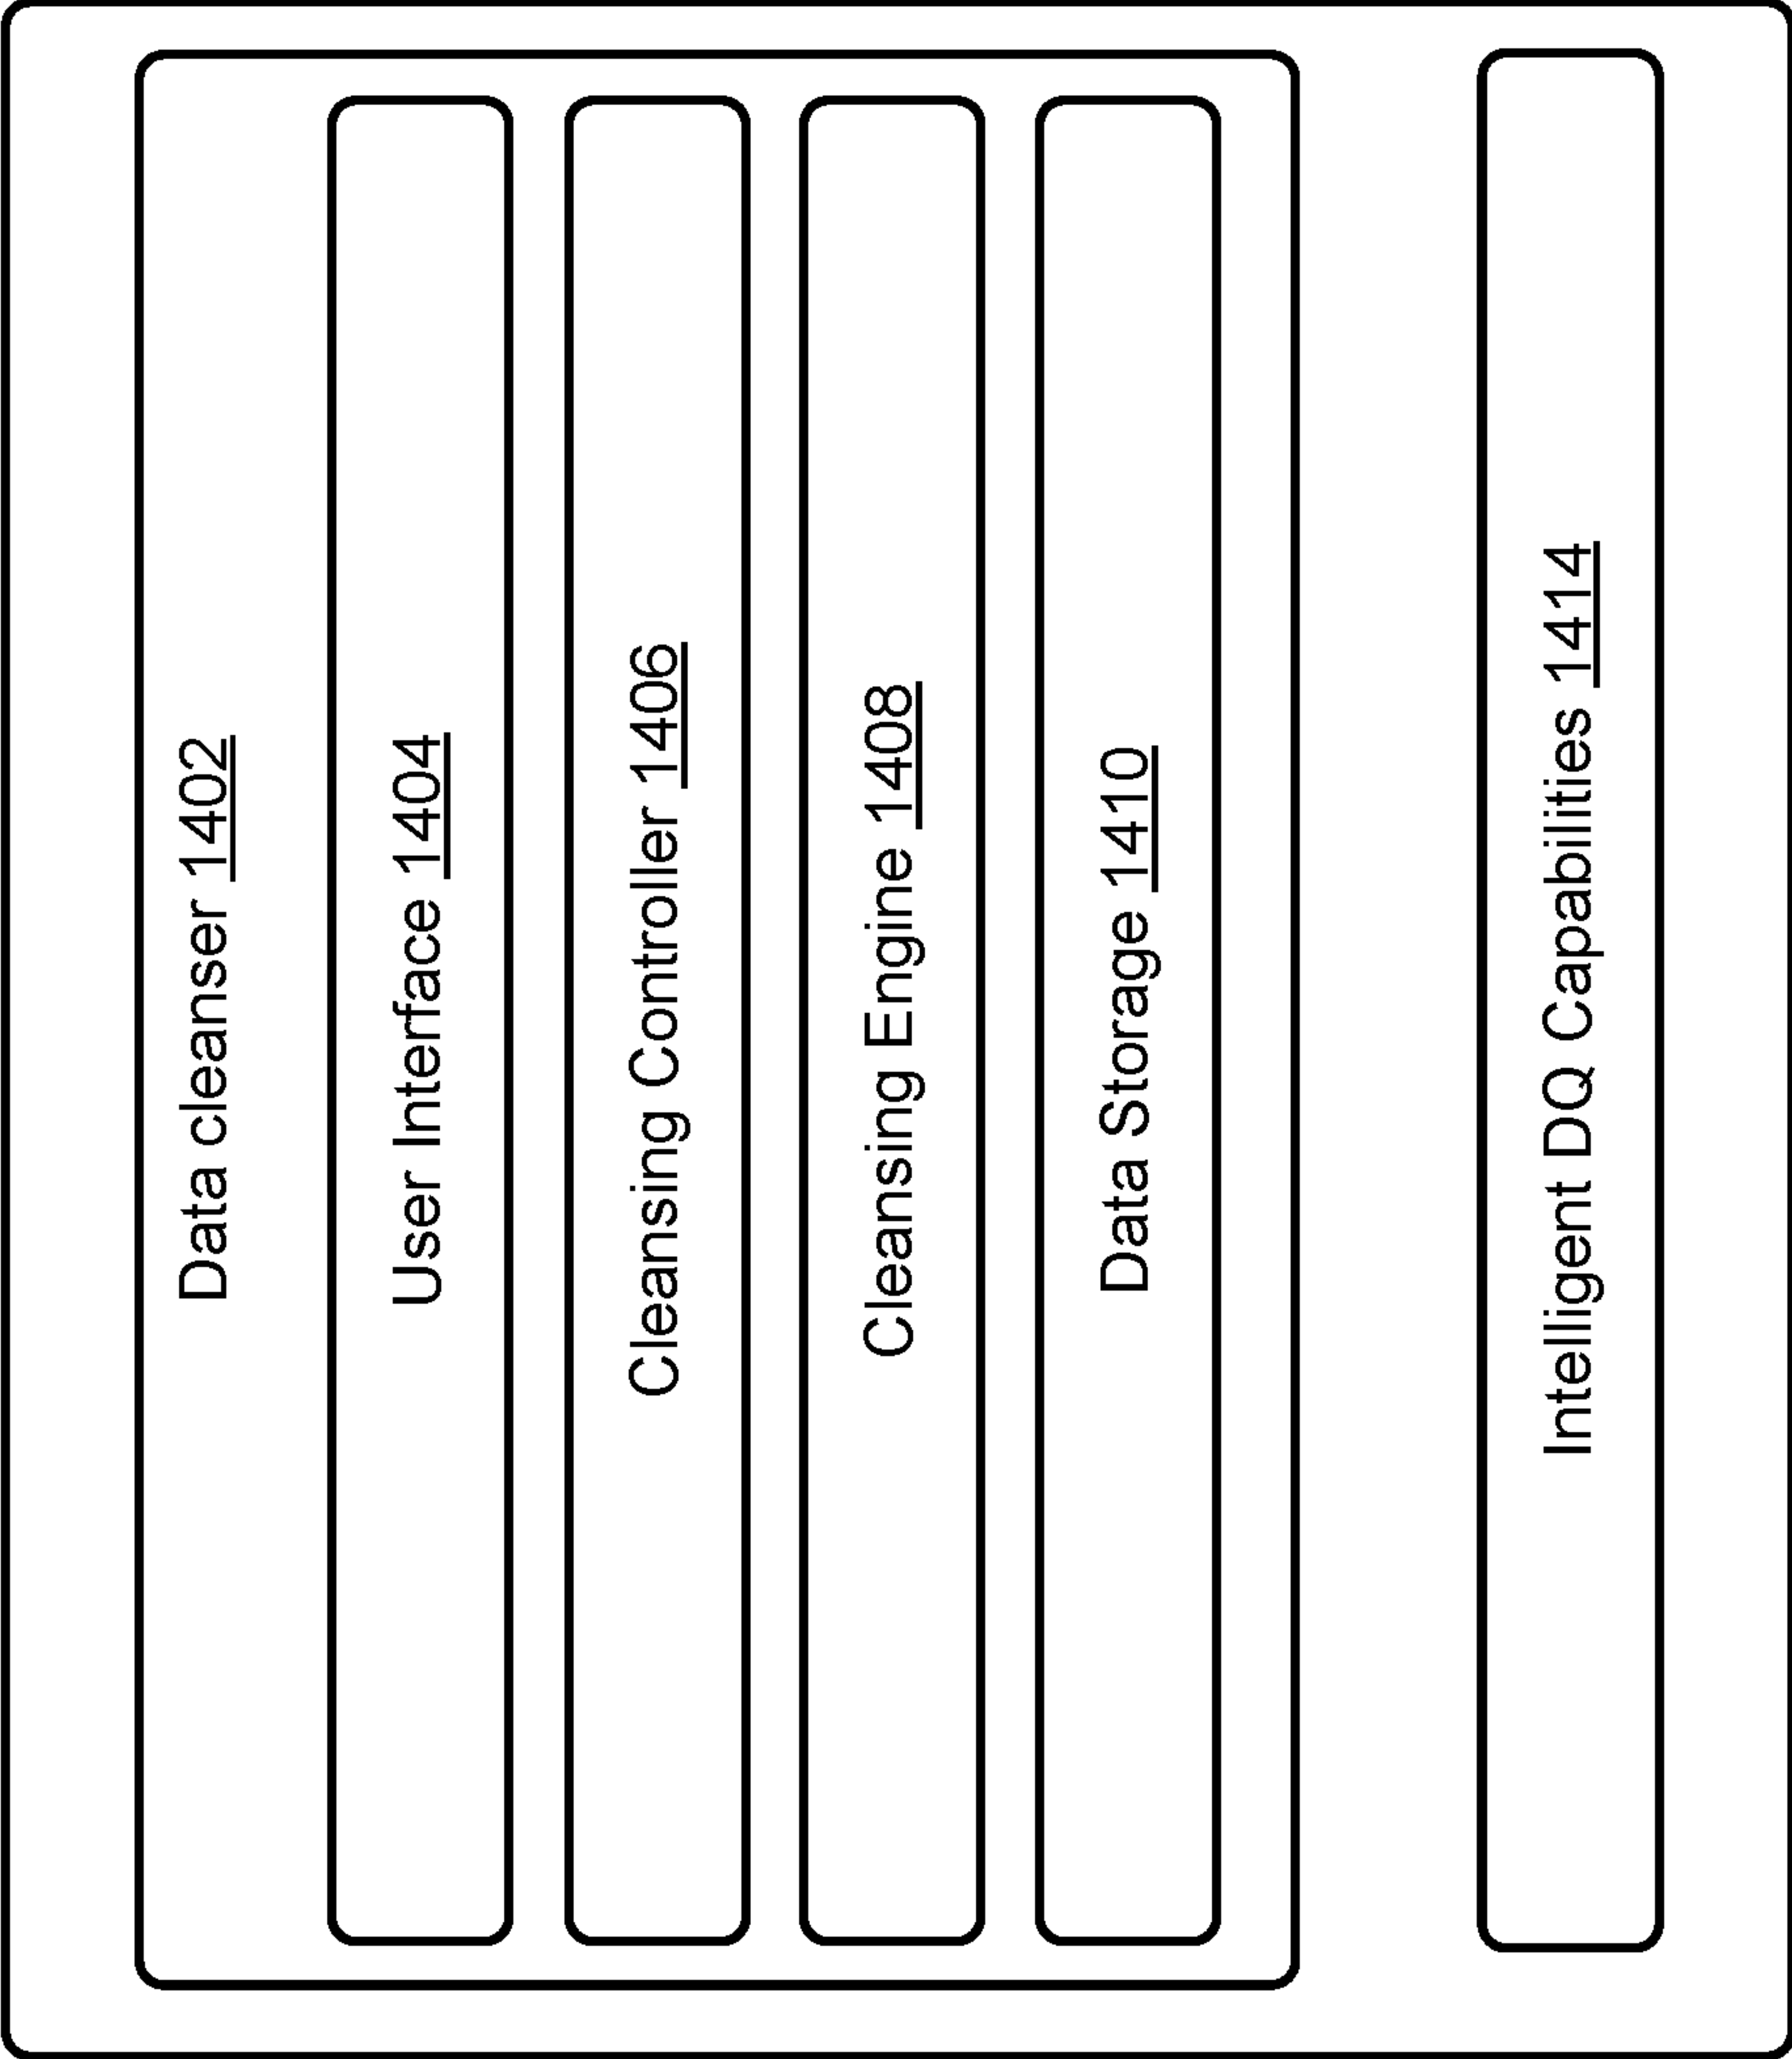 Data cleanser 1402
User Interface 1404
Cleansing Controller 1406
Cleansing Engine 1408
Data Storage 1410
Intelligent DQ Capabilities 1414